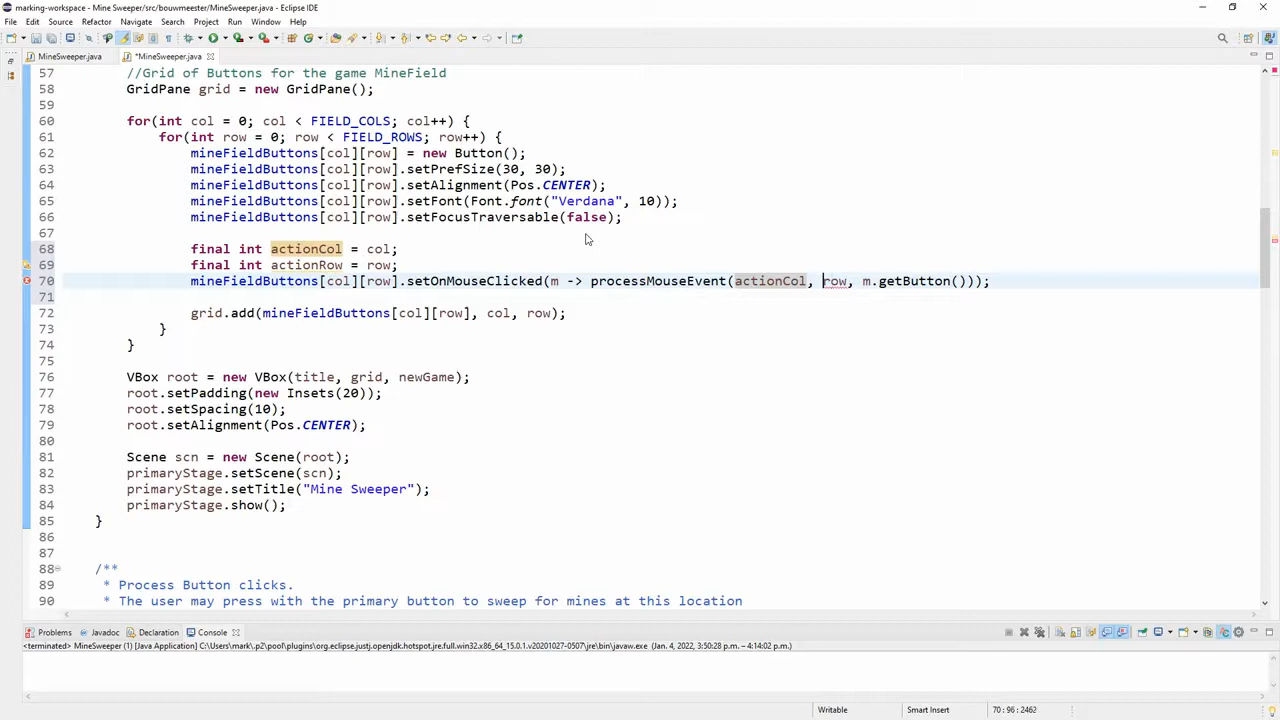 marking-workspace - Mine Sweeper/src/bouwmeester/MineSweeper.java - Eclipse IDE
File Edit Source Refactor Navigate Search Project Run Window Help
MineSweeper.java *MineSweeper.java
57 //Grid of Buttons for the game MineField
58 GridPane grid = new GridPane();
59
60 for(int col = 0; col < FIELD_COLS; col++) {
61 for(int row = 0; row < FIELD_ROWS; row++) {
62 mineFieldButtons[col][row] = new Button();
63 mineFieldButtons[col][row].setPrefSize(30, 30);
64 mineFieldButtons[col][row].setAlignment(Pos.CENTER);
65 mineFieldButtons[col][row].setFont(Font.font("Verdana", 10));
66 mineFieldButtons[col][row].setFocusTraversable(false);
68 final int actionCol = col;
69 final int actionRow = row;
70 mineFieldButtons[col][row].setOnMouseClicked(m -> processMouseEvent(actionCol, row, m.getButton()));
71
72 grid.add(mineFieldButtons[col][row], col, row);
73 }
74 }
75
76 VBox root = new VBox(title, grid, newGame);
77 root.setPadding(new Insets(20));
78 root.setSpacing(10);
79 root.setAlignment(Pos.CENTER);
80
81 Scene scn = new Scene(root);
82 primaryStage.setScene(scn);
83 primaryStage.setTitle("Mine Sweeper");
84 primaryStage.show();
85 }
86
87
88 /**
89 * Process Button clicks.
90 * The user may press with the primary button to sweep for mines at this location
Problems Javadoc Declaration Console
<terminated> MineSweeper (1) [Java Application] C:\Users\mark\.p2\pool\plugins\org.eclipse.justj.openjdk.hotspot.jre.full.win32.x86_64_15.0.1.v20201027-0507\jre\bin\javaw.exe (Jan. 4, 2022, 3:50:28 p.m. – 4:14:02 p.m.)
Writable Smart Insert 70 : 96 : 2462